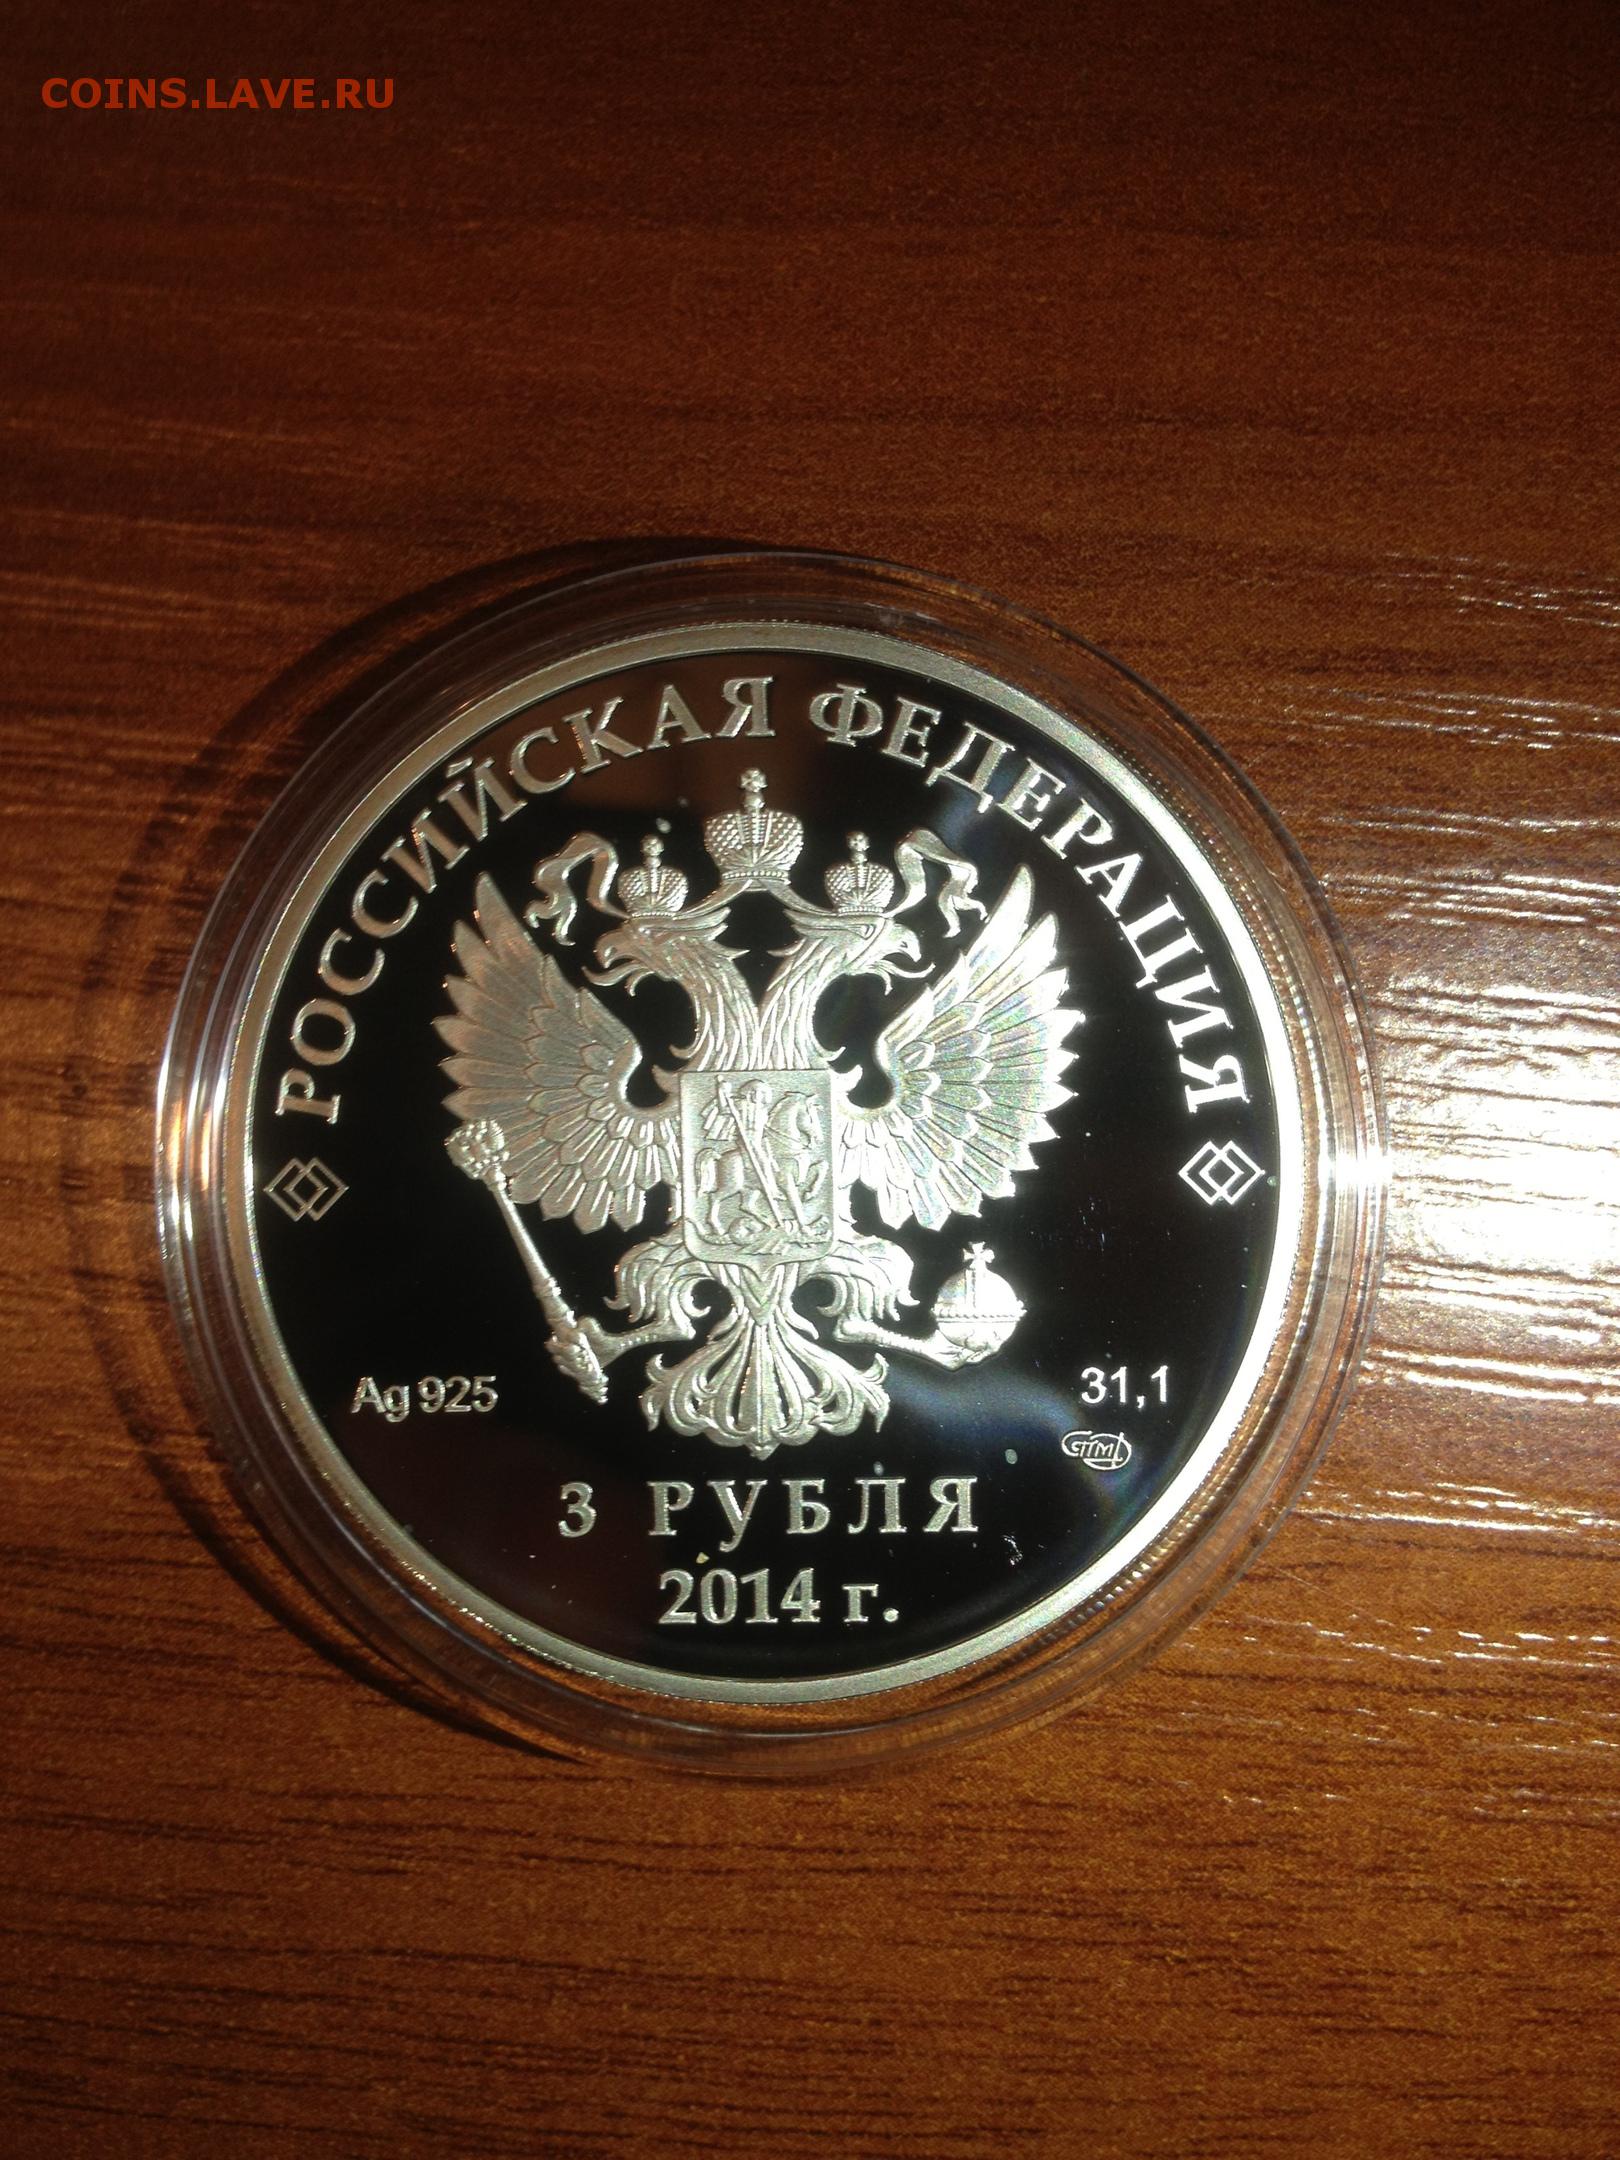 COINS.LAVE.RU
РОССИЙСКАЯ ФЕДЕРАЦИЯ
Ag 925
31,1
СПМД
3 РУБЛЯ
2014 г.